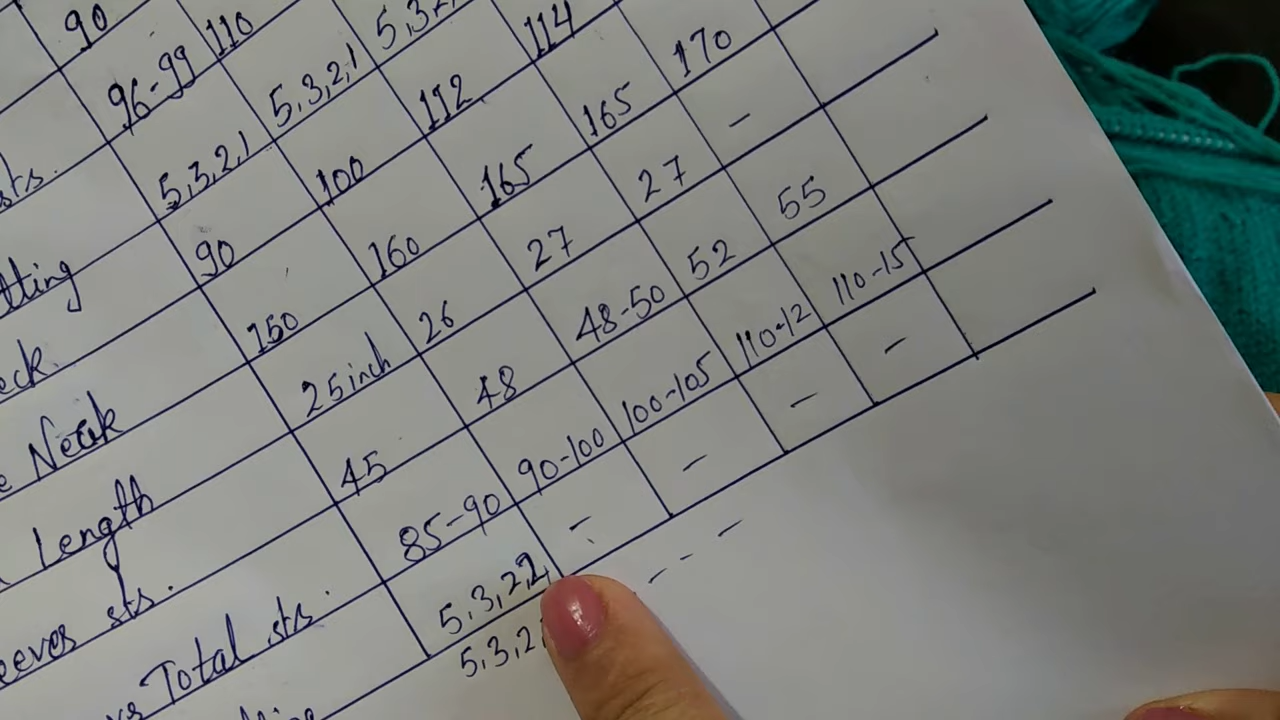 90 110 5,3 114 170
96-99 5,3,2,1 112 165 -
sts. 5,3,2,1 100 165 27 55
tting 90 160 27 52 110-15
eck. 150 26 48-50 110-12 -
e Neck 25 inch 48 100-105 -
Length 45 90-100 -
eeves sts. 85-90 -
Total sts. 5,3,2,2,
5,3,2, - - -